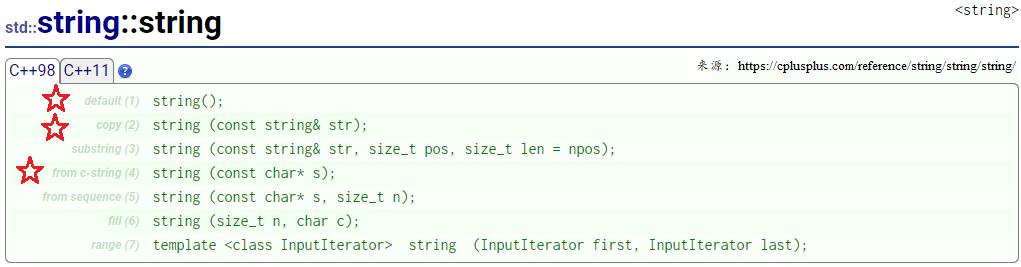 std::string::string
<string>
C++98 C++11 ?
来源：https://cplusplus.com/reference/string/string/string/
default (1) string();
copy (2) string (const string& str);
substring (3) string (const string& str, size_t pos, size_t len = npos);
from c-string (4) string (const char* s);
from sequence (5) string (const char* s, size_t n);
fill (6) string (size_t n, char c);
range (7) template <class InputIterator> string (InputIterator first, InputIterator last);